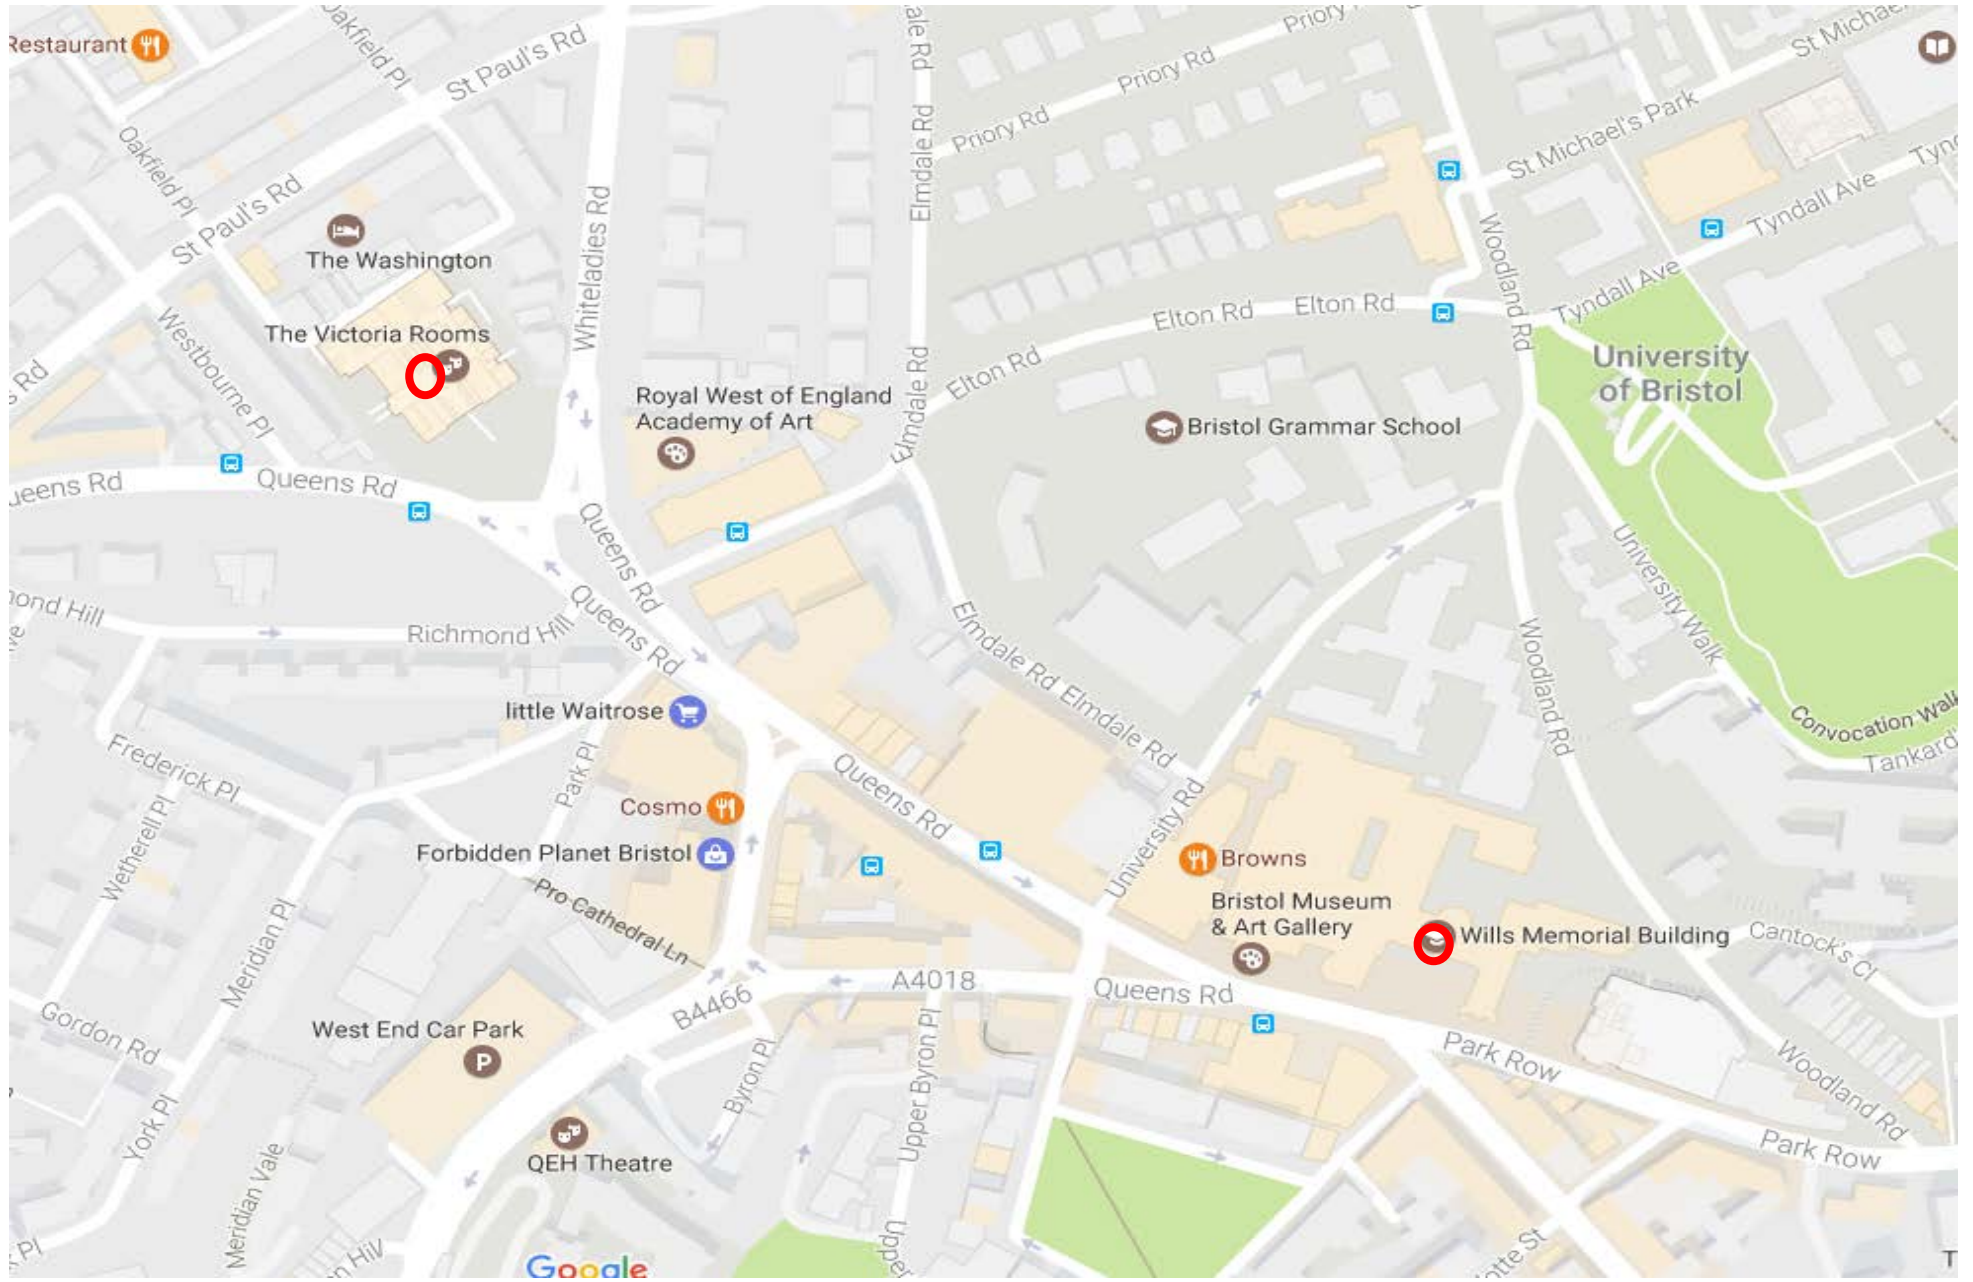 Restaurant
Oakfield Pl
St Paul's Rd
Elmdale Rd
Priory Rd
Priory Rd
St Michael's Park
Tyndall Ave
Oakfield Pl
St Paul's Rd
The Washington
Whiteladies Rd
Elmdale Rd
Woodland Rd
Tyndall Ave
Elton Rd
Elton Rd
Westbourne Pl
The Victoria Rooms
University
of Bristol
Elton Rd
Royal West of England
Academy of Art
Bristol Grammar School
Queens Rd
Queens Rd
Queens Rd
University Walk
Richmond Hill
Queens Rd
Elmdale Rd
Elmdale Rd
Woodland Rd
little Waitrose
Convocation Walk
Frederick Pl
Park Pl
Queens Rd
Cosmo
Wetherell Pl
Forbidden Planet Bristol
University Rd
Browns
Pro-Cathedral Ln
Bristol Museum
& Art Gallery
Wills Memorial Building
Cantock's Cl
Meridian Pl
A4018
Queens Rd
B4466
Gordon Rd
West End Car Park
P
Byron Pl
Upper Byron Pl
Park Row
Woodland Rd
York Pl
QEH Theatre
Park Row
Meridian Vale
Upper
Google